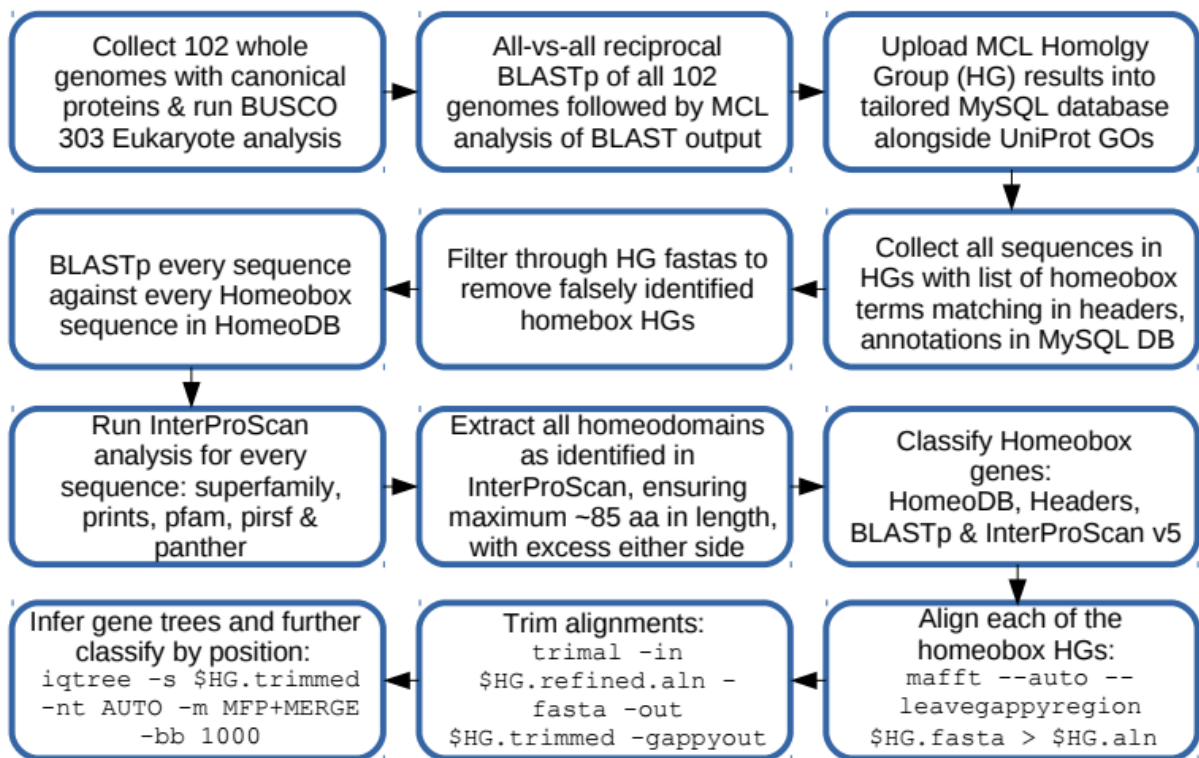 Collect 102 whole
genomes with canonical
proteins & run BUSCO
303 Eukaryote analysis
All-vs-all reciprocal
BLASTp of all 102
genomes followed by MCL
analysis of BLAST output
Upload MCL Homolgy
Group (HG) results into
tailored MySQL database
alongside UniProt GOs
Collect all sequences in
HGs with list of homeobox
terms matching in headers,
annotations in MySQL DB
Filter through HG fastas to
remove falsely identified
homebox HGs
BLASTp every sequence
against every Homeobox
sequence in HomeoDB
Run InterProScan
analysis for every
sequence: superfamily,
prints, pfam, pirsf &
panther
Extract all homeodomains
as identified in
InterProScan, ensuring
maximum ~85 aa in length,
with excess either side
Classify Homeobox
genes:
HomeoDB, Headers,
BLASTp & InterProScan v5
Align each of the
homeobox HGs:
mafft --auto --
leavegappyregion
$HG.fasta > $HG.aln
Trim alignments:
trimal -in
$HG.refined.aln -
fasta -out
$HG.trimmed -gappyout
Infer gene trees and further
classify by position:
iqtree -s $HG.trimmed
-nt AUTO -m MFP+MERGE
-bb 1000